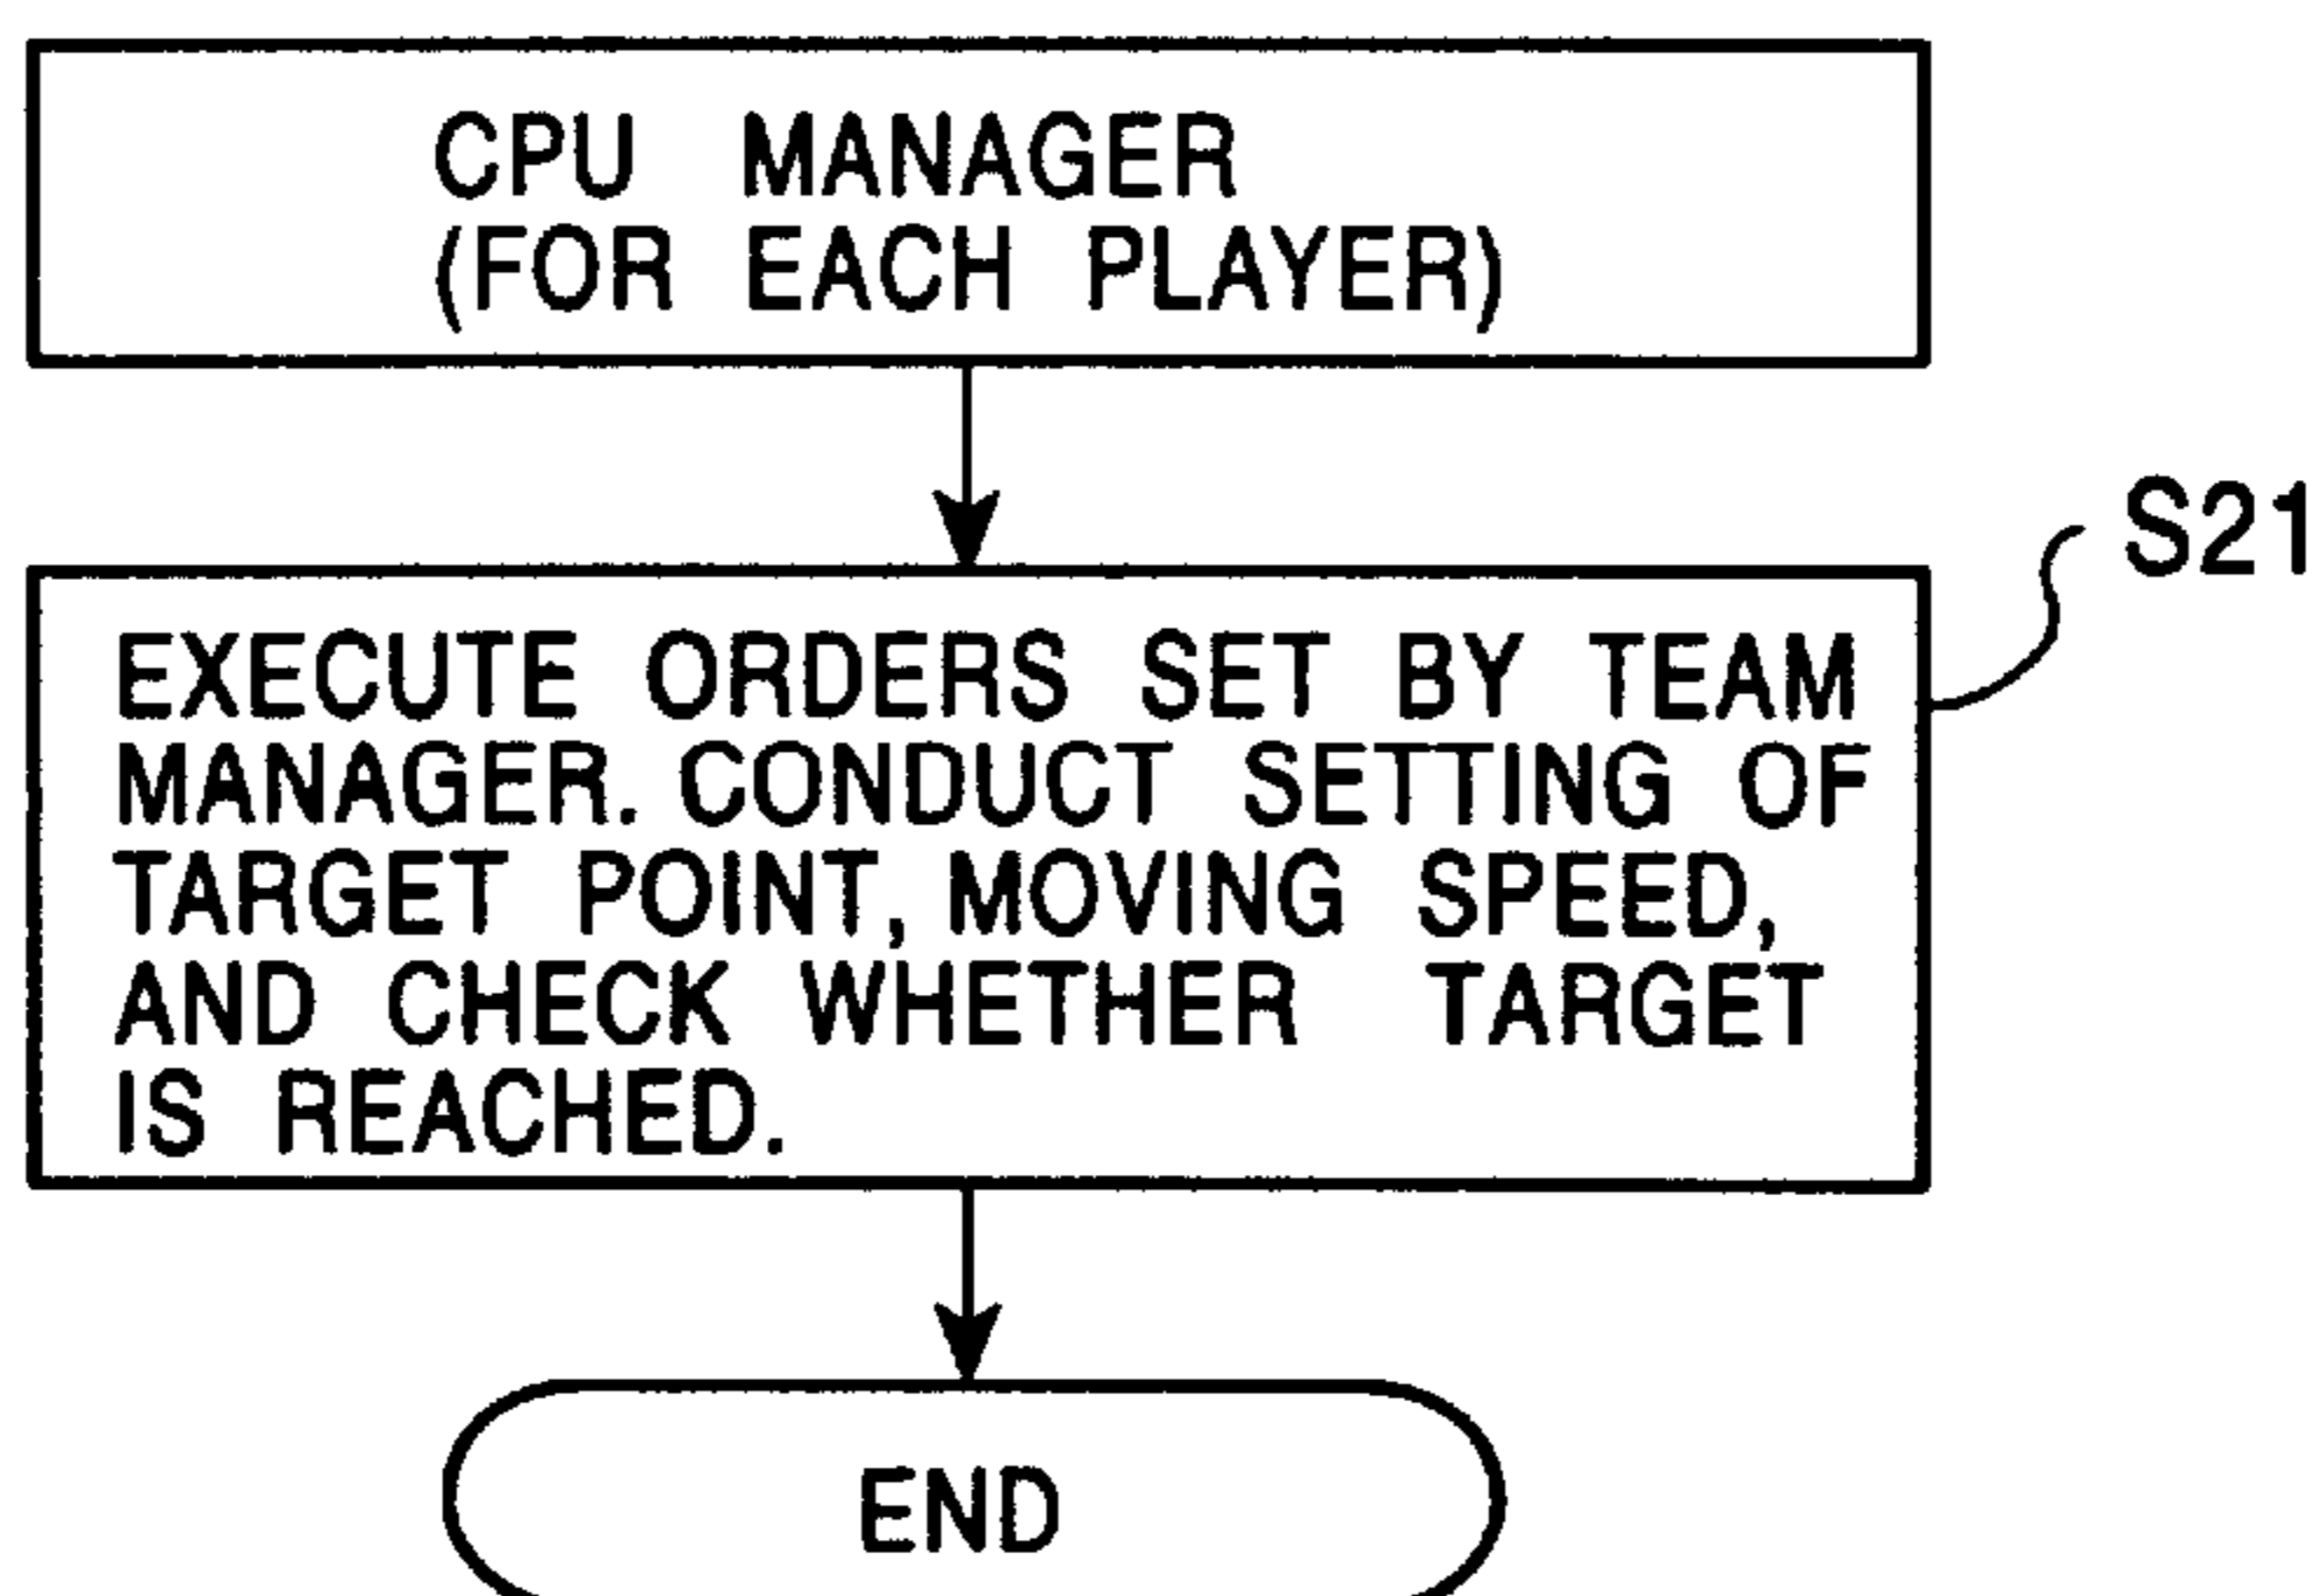 CPU MANAGER
(FOR EACH PLAYER)
S21
EXECUTE ORDERS SET BY TEAM
MANAGER. CONDUCT SETTING OF
TARGET POINT, MOVING SPEED,
AND CHECK WHETHER TARGET
IS REACHED.
END